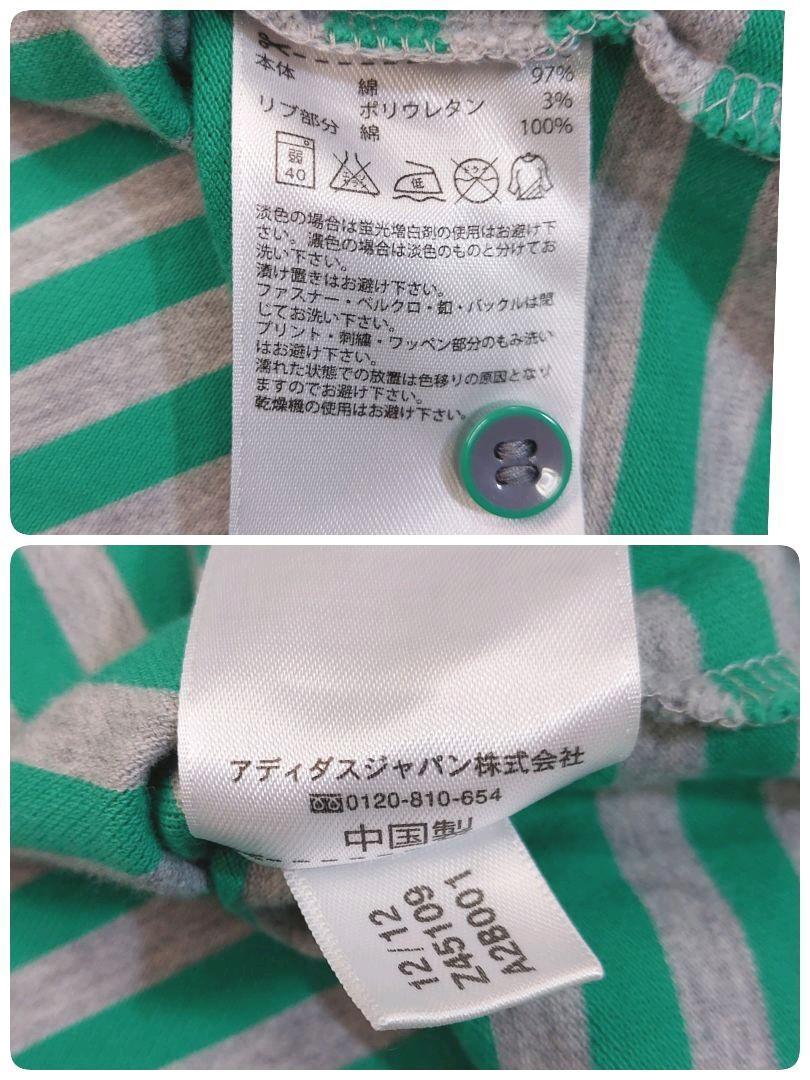 本体 綿 97%
ポリウレタン 3%
リブ部分 綿 100%
弱
40
エンソサラシ
低
ドライ
淡色の場合は蛍光増白剤の使用はお避け下
さい。濃色の場合は淡色のものと分けてお
洗い下さい。
漬け置きはお避け下さい。
ファスナー・ベルクロ・釦・バックルは閉
じてお洗い下さい。
プリント・刺繍・ワッペン部分のもみ洗い
はお避け下さい。
濡れた状態での放置は色移りの原因となり
ますのでお避け下さい。
乾燥機の使用はお避け下さい。
アディダスジャパン株式会社
0120-810-654
中国製
12/12
Z45109
A2B001